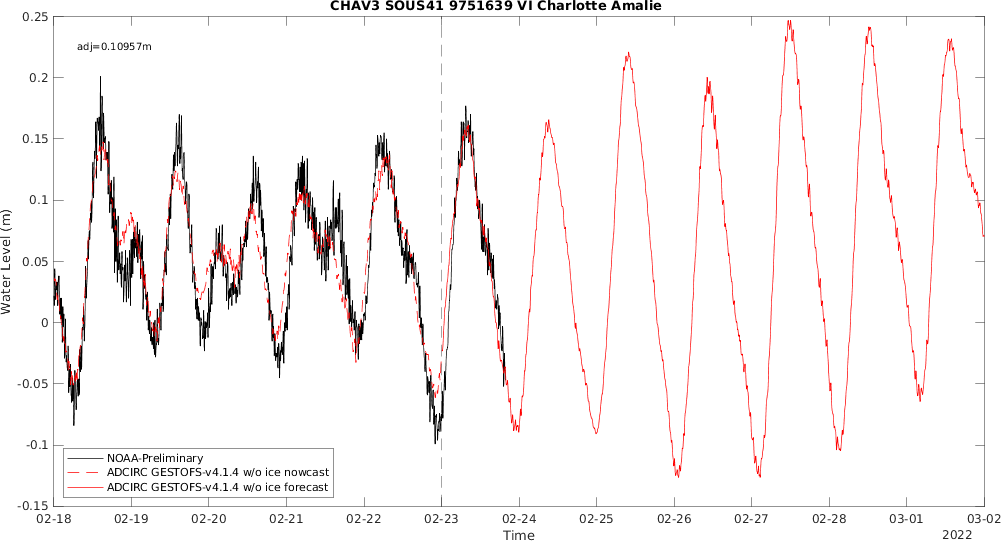 CHAV3 SOUS41 9751639 VI Charlotte Amalie
adj=0.10957m
0.25
0.2
0.15
0.1
0.05
0
-0.05
-0.1
-0.15
Water Level (m)
NOAA-Preliminary
ADCIRC GESTOFS-v4.1.4 w/o ice nowcast
ADCIRC GESTOFS-v4.1.4 w/o ice forecast
02-18 02-19 02-20 02-21 02-22 02-23 02-24 02-25 02-26 02-27 02-28 03-01 03-02
Time
2022